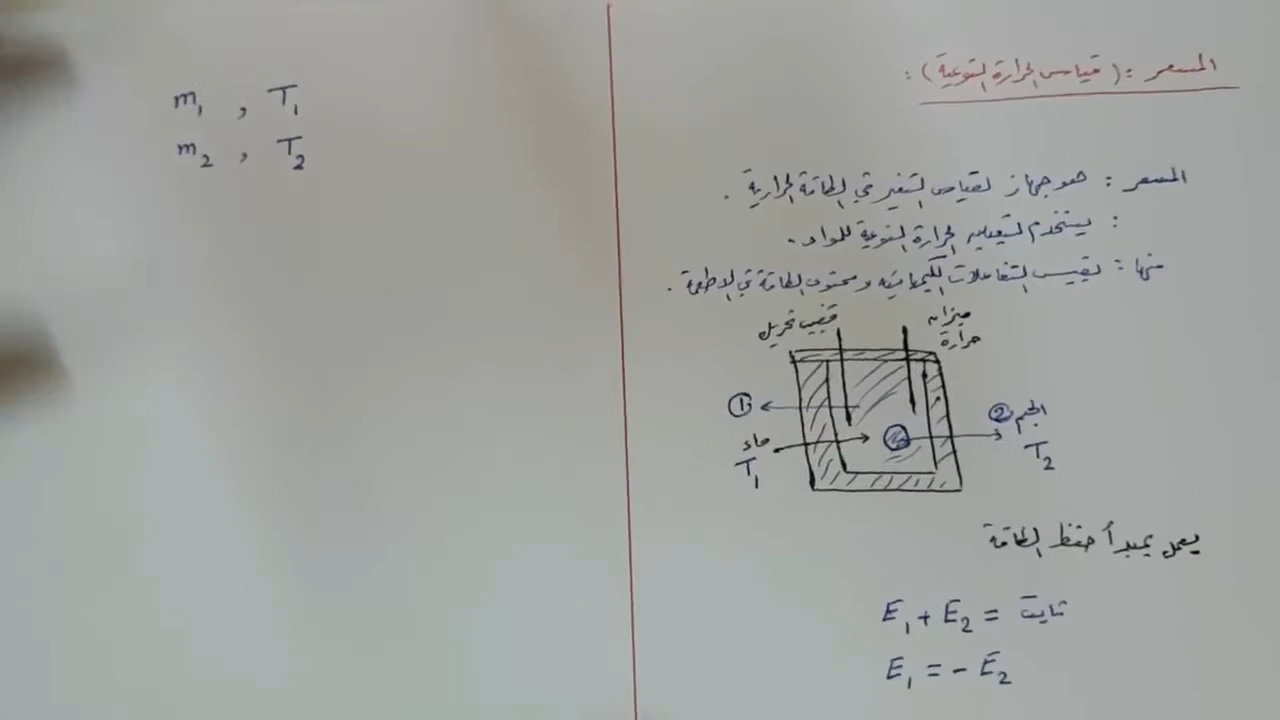 المسعر : ( قياس الحرارة النوعية ) :
المسعر : هو جهاز لقياس التغير في الطاقة الحرارية .
: يستخدم لتعيين الحرارة النوعية للمواد .
منها : تقييس التفاعلات الكيميائية ومحتوى الطاقة في الاطعمة .
قضيب تحريك
ميزان حرارة
①
ماء
T₁
② الجسم
T₂
يعمل بمبدأ حفظ الطاقة
E₁ + E₂ = ثابت
E₁ = - E₂
m₁ , T₁
m₂ , T₂